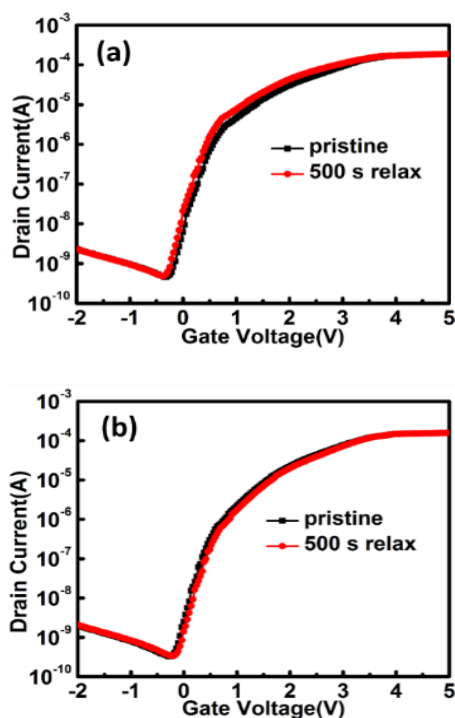 (a)
Drain Current(A)
10⁻³
10⁻⁴
10⁻⁵
10⁻⁶
10⁻⁷
10⁻⁸
10⁻⁹
10⁻¹⁰
pristine
500 s relax
-2 -1 0 1 2 3 4 5
Gate Voltage(V)
(b)
Drain Current(A)
10⁻³
10⁻⁴
10⁻⁵
10⁻⁶
10⁻⁷
10⁻⁸
10⁻⁹
10⁻¹⁰
pristine
500 s relax
-2 -1 0 1 2 3 4 5
Gate Voltage(V)